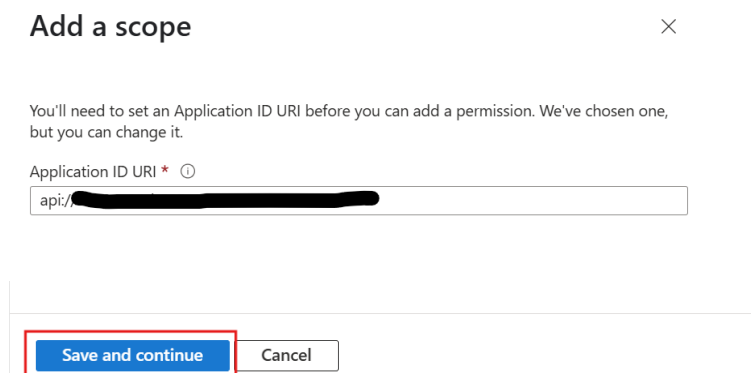 Add a scope
You'll need to set an Application ID URI before you can add a permission. We've chosen one,
but you can change it.
Application ID URI *
api://
Save and continue
Cancel